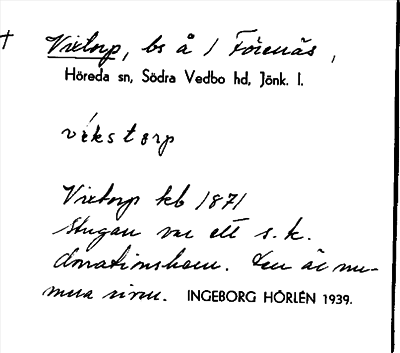 † Vixtorp, bs å 1 Förenäs,
Höreda sn, Södra Vedbo hd, Jönk. l.
vékstorp
Vixtorp kb 1871
Stugan var ett s.k.
donationshem. Den är nu-
mera riven. INGEBORG HÖRLÉN 1939.